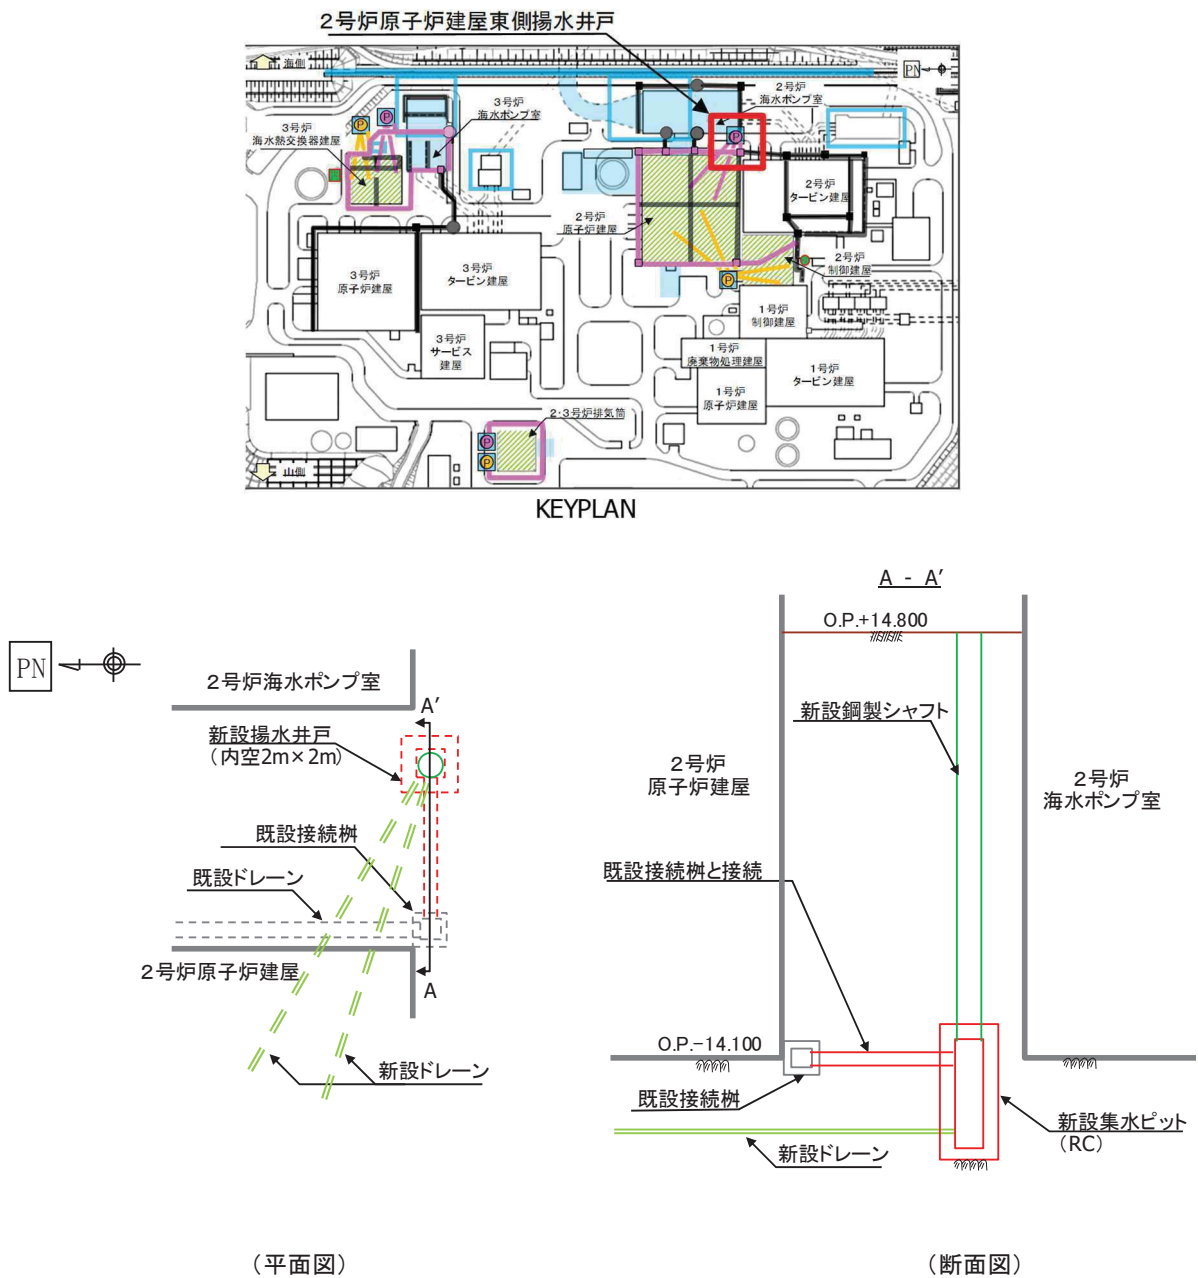 2号炉原子炉建屋東側揚水井戸
海側
PN
3号炉
海水熱交換器建屋
P
P
3号炉
海水ポンプ室
2号炉
海水ポンプ室
P
2号炉
タービン建屋
2号炉
原子炉建屋
2号炉
制御建屋
P
3号炉
原子炉建屋
3号炉
タービン建屋
1号炉
制御建屋
3号炉
サービス
建屋
1号炉
廃棄物処理建屋
1号炉
タービン建屋
1号炉
原子炉建屋
2・3号炉排気筒
P
P
山側
KEYPLAN
PN
2号炉海水ポンプ室
A′
新設揚水井戸
(内空2m×2m)
既設接続桝
既設ドレーン
2号炉原子炉建屋
A
新設ドレーン
(平面図)
A - A′
O.P.+14.800
新設鋼製シャフト
2号炉
原子炉建屋
2号炉
海水ポンプ室
既設接続桝と接続
O.P.-14.100
既設接続桝
新設集水ピット
(RC)
新設ドレーン
(断面図)